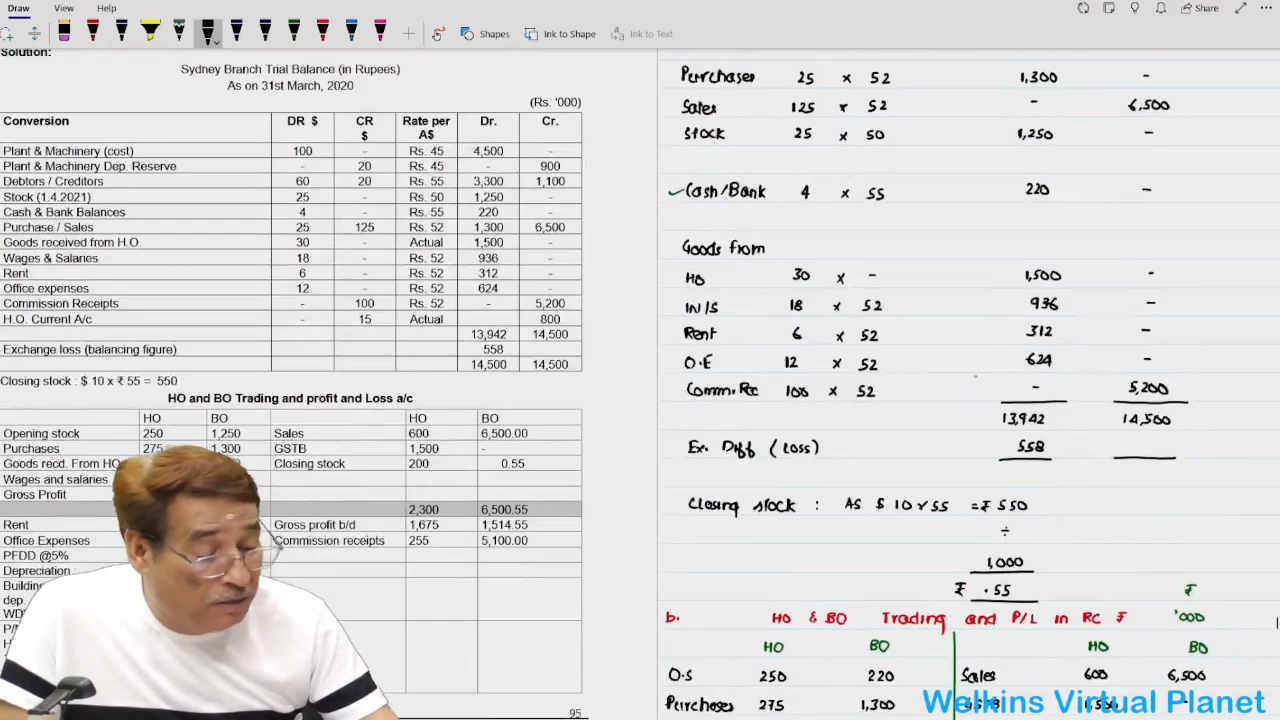 Draw View Help
Shapes Ink to Shape Ink to Text Share
Solution:
Sydney Branch Trial Balance (in Rupees)
As on 31st March, 2020
(Rs. '000)
Conversion DR $ CR $ Rate per A$ Dr. Cr.
Plant & Machinery (cost) 100 - Rs. 45 4,500 -
Plant & Machinery Dep. Reserve - 20 Rs. 45 - 900
Debtors / Creditors 60 20 Rs. 55 3,300 1,100
Stock (1.4.2021) 25 - Rs. 50 1,250 -
Cash & Bank Balances 4 - Rs. 55 220 -
Purchase / Sales 25 125 Rs. 52 1,300 6,500
Goods received from H.O 30 - Actual 1,500 -
Wages & Salaries 18 - Rs. 52 936 -
Rent 6 - Rs. 52 312 -
Office expenses 12 - Rs. 52 624 -
Commission Receipts - 100 Rs. 52 - 5,200
H.O. Current A/c - 15 Actual 800
13,942 14,500
Exchange loss (balancing figure) 558
14,500 14,500
Closing stock : $ 10 x ₹ 55 = 550
HO and BO Trading and profit and Loss a/c
HO BO HO BO
Opening stock 250 1,250 Sales 600 6,500.00
Purchases 275 1,300 GSTB 1,500 -
Goods recd. From HO Closing stock 200 0.55
Wages and salaries
Gross Profit
2,300 6,500.55
Rent Gross profit b/d 1,675 1,514.55
Office Expenses Commission receipts 255 5,100.00
PFDD @5%
Depreciation :
dep.
95
Purchases 25 x 52 1,300 -
Sales 125 x 52 - 6,500
Stock 25 x 50 1,250 -
✓Cash/Bank 4 x 55 220 -
Goods from
HO 30 x - 1,500 -
W/S 18 x 52 936 -
Rent 6 x 52 312 -
O.E 12 x 52 624 -
Comm.Rec 100 x 52 - 5,200
13,942 14,500
Ex. Diff (Loss) 558
Closing stock : AS $ 10 x 55 = ₹ 550
÷
1,000
₹ .55
₹
b. HO & BO Trading and P/L in RC ₹ '000
HO BO HO BO
O.S 250 220 Sales 600 6,500
Purchases 275 1,300
Welkins Virtual Planet